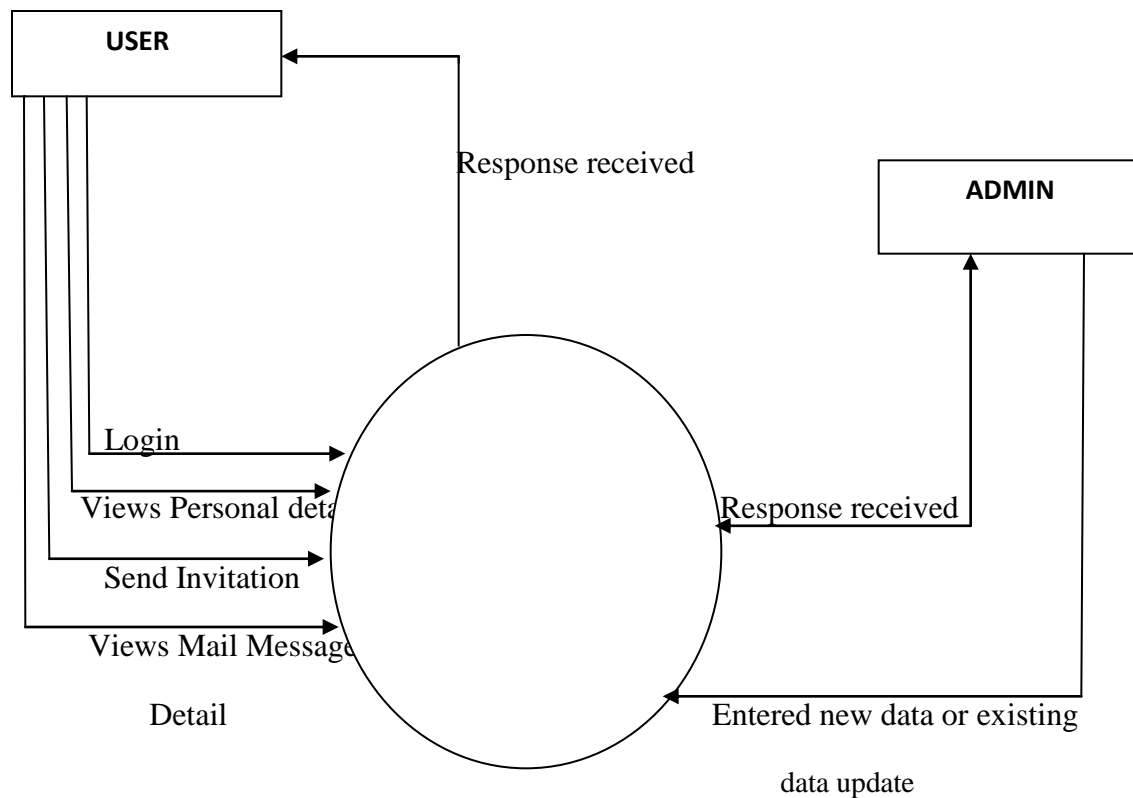 USER
Response received
ADMIN
Login
Views Personal deta
Response received
Send Invitation
Views Mail Message
Detail
Entered new data or existing
data update